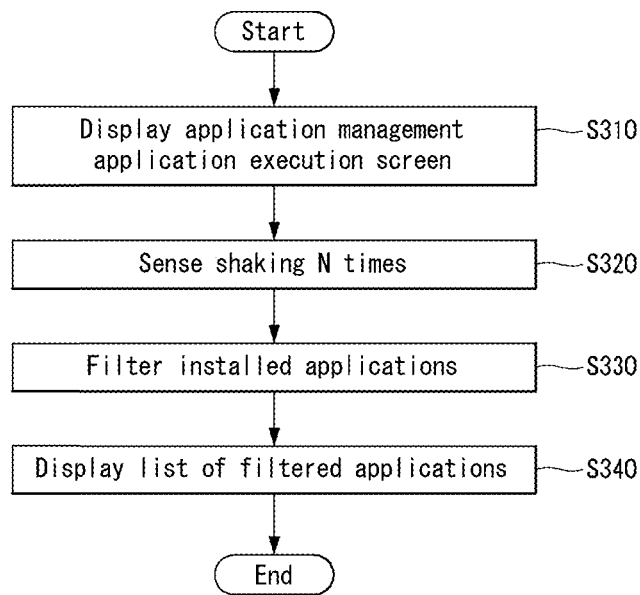 Start
Display application management
application execution screen
S310
Sense shaking N times
S320
Filter installed applications
S330
Display list of filtered applications
S340
End